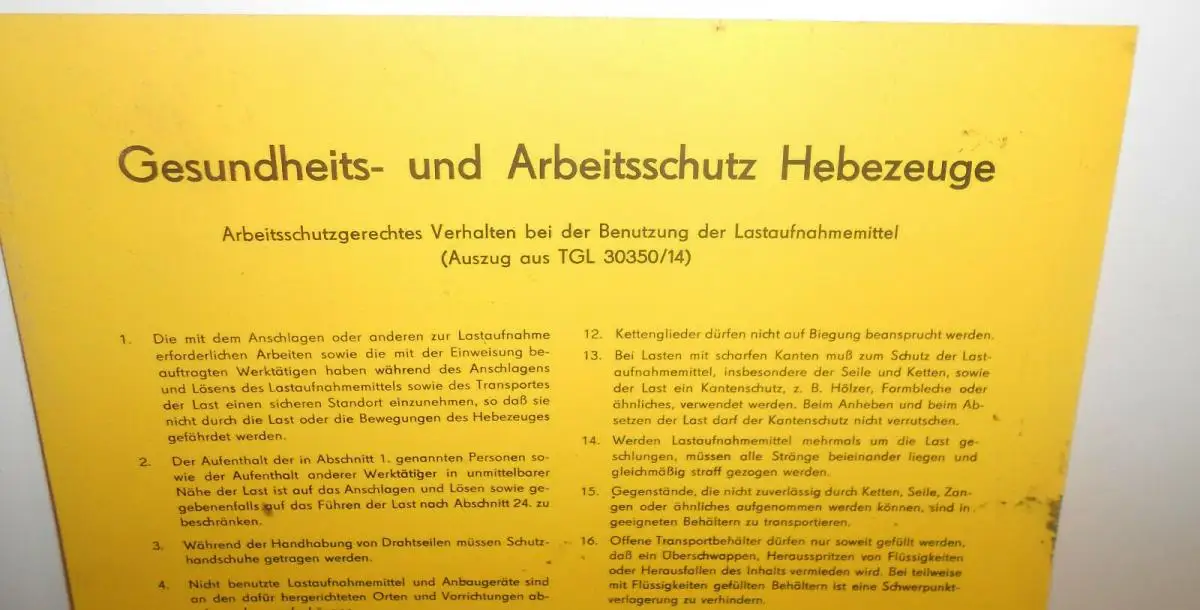 Gesundheits- und Arbeitsschutz Hebezeuge
Arbeitsschutzgerechtes Verhalten bei der Benutzung der Lastaufnahmemittel
(Auszug aus TGL 30350/14)
1. Die mit dem Anschlagen oder anderen zur Lastaufnahme
erforderlichen Arbeiten sowie die mit der Einweisung be-
auftragten Werktätigen haben während des Anschlagens
und Lösens des Lastaufnahmemittels sowie des Transportes
der Last einen sicheren Standort einzunehmen, so daß sie
nicht durch die Last oder die Bewegungen des Hebezeuges
gefährdet werden.
2. Der Aufenthalt der in Abschnitt 1. genannten Personen so-
wie der Aufenthalt anderer Werktätiger in unmittelbarer
Nähe der Last ist auf das Anschlagen und Lösen sowie ge-
gebenenfalls auf das Führen der Last nach Abschnitt 24. zu
beschränken.
3. Während der Handhabung von Drahtseilen müssen Schutz-
handschuhe getragen werden.
4. Nicht benutzte Lastaufnahmemittel und Anbaugeräte sind
an den dafür hergerichteten Orten und Vorrichtungen ab-
12. Kettenglieder dürfen nicht auf Biegung beansprucht werden.
13. Bei Lasten mit scharfen Kanten muß zum Schutz der Last-
aufnahmemittel, insbesondere der Seile und Ketten, sowie
der Last ein Kantenschutz, z. B. Hölzer, Formbleche oder
ähnliches, verwendet werden. Beim Anheben und beim Ab-
setzen der Last darf der Kantenschutz nicht verrutschen.
14. Werden Lastaufnahmemittel mehrmals um die Last ge-
schlungen, müssen alle Stränge beieinander liegen und
gleichmäßig straff gezogen werden.
15. Gegenstände, die nicht zuverlässig durch Ketten, Seile, Zan-
gen oder ähnliches aufgenommen werden können, sind in
geeigneten Behältern zu transportieren.
16. Offene Transportbehälter dürfen nur soweit gefüllt werden,
daß ein Überschwappen, Herausspritzen von Flüssigkeiten
oder Herausfallen des Inhalts vermieden wird. Bei teilweise
mit Flüssigkeiten gefüllten Behältern ist eine Schwerpunkt-
verlagerung zu verhindern.